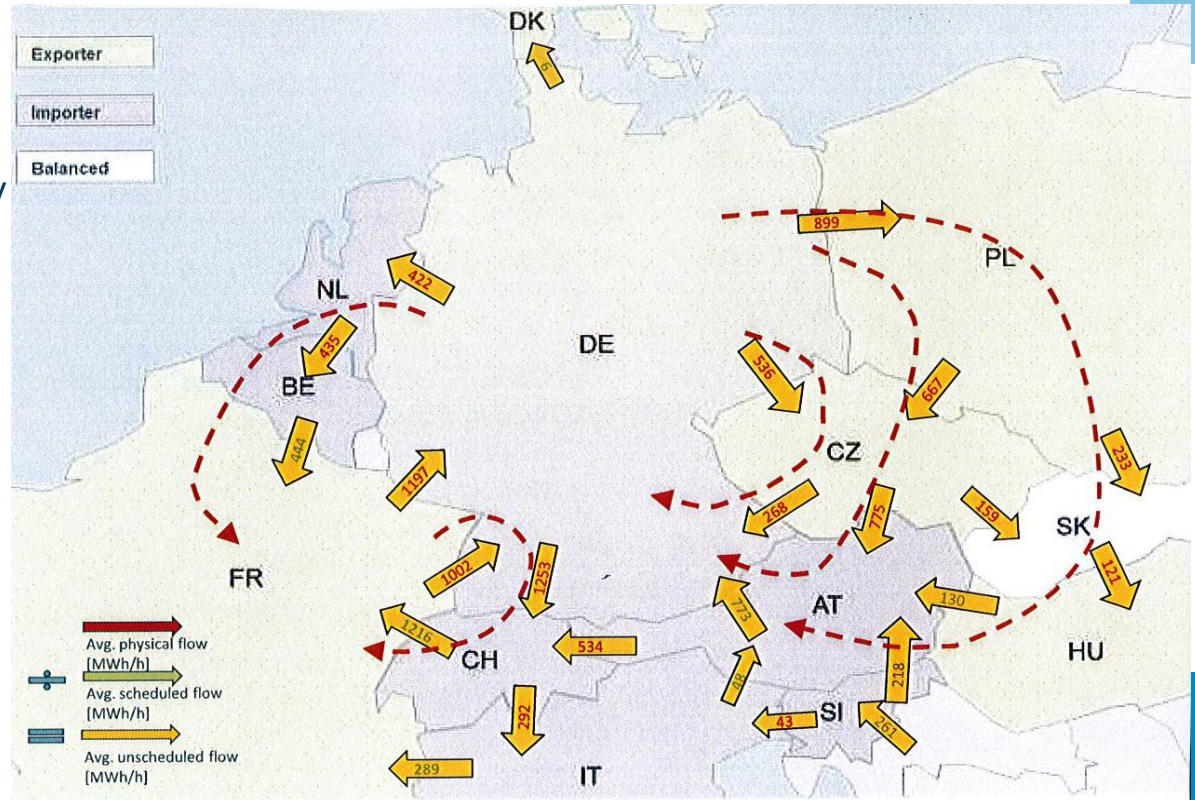 DK
Exporter
6
Importer
Balanced
y
899
PL
422
NL
435
DE
536
BE
667
444
CZ
233
1197
268
775
159
SK
FR
1002
1253
121
773
AT
130
1216
CH
534
HU
218
48
SI
43
261
292
289
IT
Avg. physical flow
[MWh/h]
Avg. scheduled flow
[MWh/h]
Avg. unscheduled flow
[MWh/h]